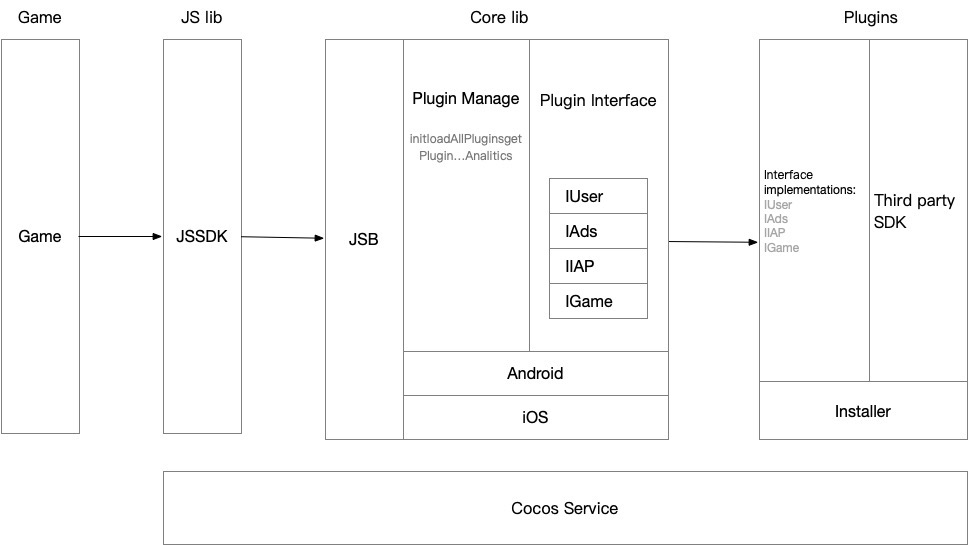 Game
JS lib
Core lib
Plugins
Game
JSSDK
JSB
Plugin Manage
initloadAllPluginsget
Plugin...Analitics
Plugin Interface
IUser
IAds
IIAP
IGame
Android
iOS
Interface
implementations:
IUser
IAds
IIAP
IGame
Third party
SDK
Installer
Cocos Service